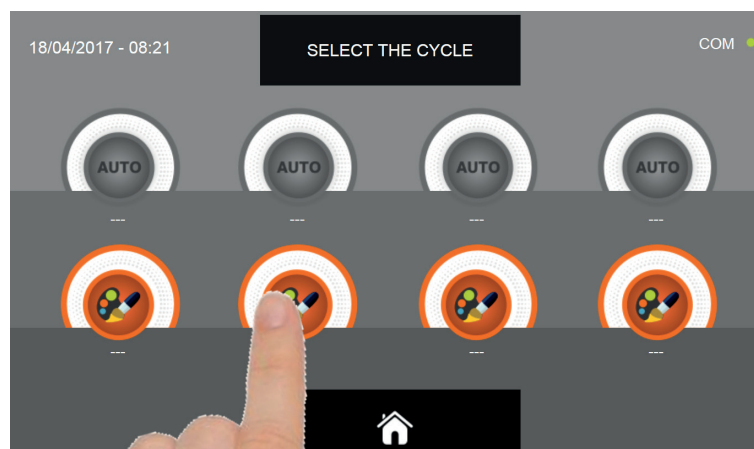 18/04/2017 - 08:21
SELECT THE CYCLE
COM
AUTO AUTO AUTO AUTO
--- --- --- ---
--- --- ---